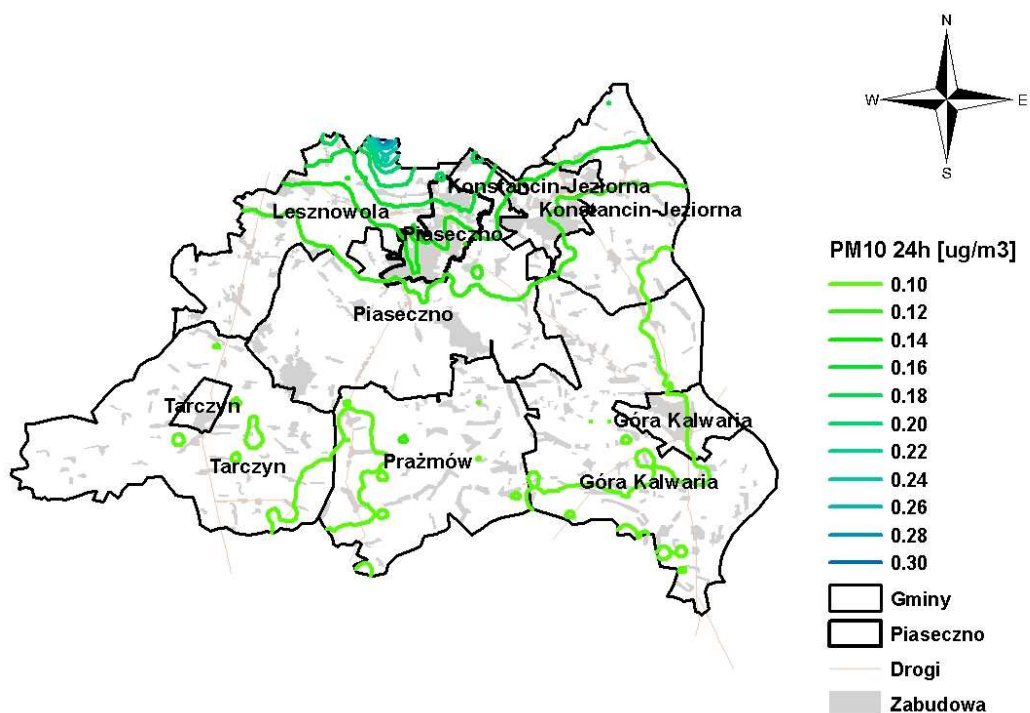 N
W
E
S
Konstancin-Jeziorna
Lesznowola
Konstancin-Jeziorna
Piaseczno
Piaseczno
Tarczyn
Góra Kalwaria
Tarczyn
Prażmów
Góra Kalwaria
PM10 24h [ug/m3]
0.10
0.12
0.14
0.16
0.18
0.20
0.22
0.24
0.26
0.28
0.30
Gminy
Piaseczno
Drogi
Zabudowa